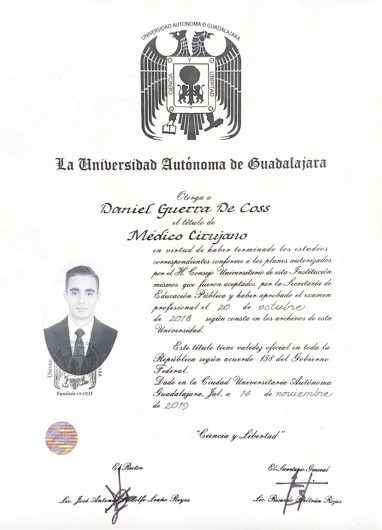 UNIVERSIDAD AUTONOMA DE GUADALAJARA
CIENCIA Y LIBERTAD
La Universidad Autónoma de Guadalajara
Otorga a
Daniel Guerra De Coss
el título de
Médico Cirujano
en virtud de haber terminado los estudios
correspondientes conforme a los planes autorizados
por el H. Consejo Universitario de esta Institución
mismos que fueron aceptados por la Secretaría de
Educación Pública y haber aprobado el examen
profesional el 20 de octubre
de 2018 según consta en los archivos de esta
Universidad.
Este título tiene validez oficial en toda la
República según acuerdo 158 del Gobierno
Federal.
Dado en la Ciudad Universitaria Autónoma
Guadalajara, Jal. a 14 de noviembre
de 2019
Fundada en 1935
"Ciencia y Libertad"
El Rector
El Secretario General
Lic. José Antonio Leaño Reyes
Lic. Ricardo Beltrán Rojas